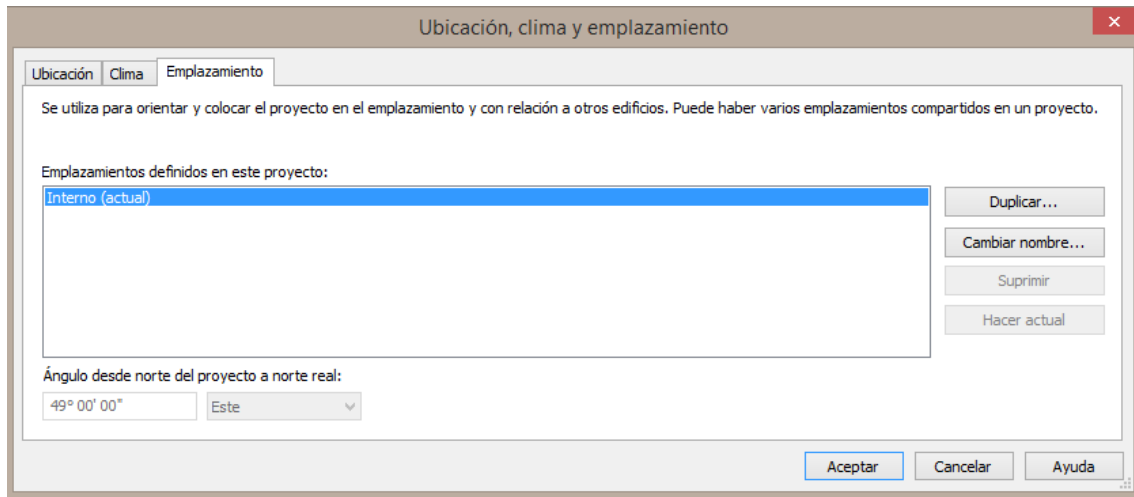 Ubicación, clima y emplazamiento
Ubicación Clima Emplazamiento
Se utiliza para orientar y colocar el proyecto en el emplazamiento y con relación a otros edificios. Puede haber varios emplazamientos compartidos en un proyecto.
Emplazamientos definidos en este proyecto:
Interno (actual)
Duplicar...
Cambiar nombre...
Suprimir
Hacer actual
Ángulo desde norte del proyecto a norte real:
49° 00' 00" Este
Aceptar Cancelar Ayuda